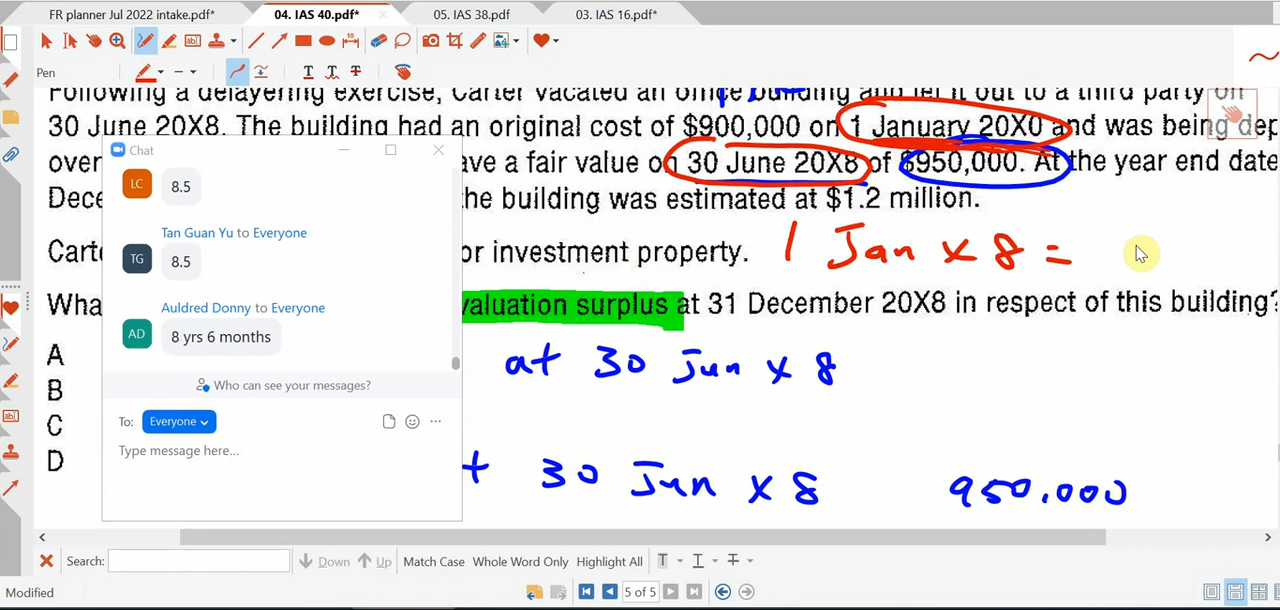 FR planner Jul 2022 intake.pdf* 04. IAS 40.pdf* 05. IAS 38.pdf 03. IAS 16.pdf*
Pen
Following a delayering exercise, Carter vacated an office building and let it out to a third party on
30 June 20X8. The building had an original cost of $900,000 on 1 January 20X0 and was being dep
over ave a fair value on 30 June 20X8 of $950,000. At the year end date
Dece the building was estimated at $1.2 million.
Carte or investment property. 1 Jan x 8 =
Wha valuation surplus at 31 December 20X8 in respect of this building?
A
B
C
D
at 30 Jun x 8
t 30 Jun x 8 950,000
Chat
LC 8.5
Tan Guan Yu to Everyone
TG 8.5
Auldred Donny to Everyone
AD 8 yrs 6 months
Who can see your messages?
To: Everyone
Type message here...
Search: Down Up Match Case Whole Word Only Highlight All
Modified 5 of 5